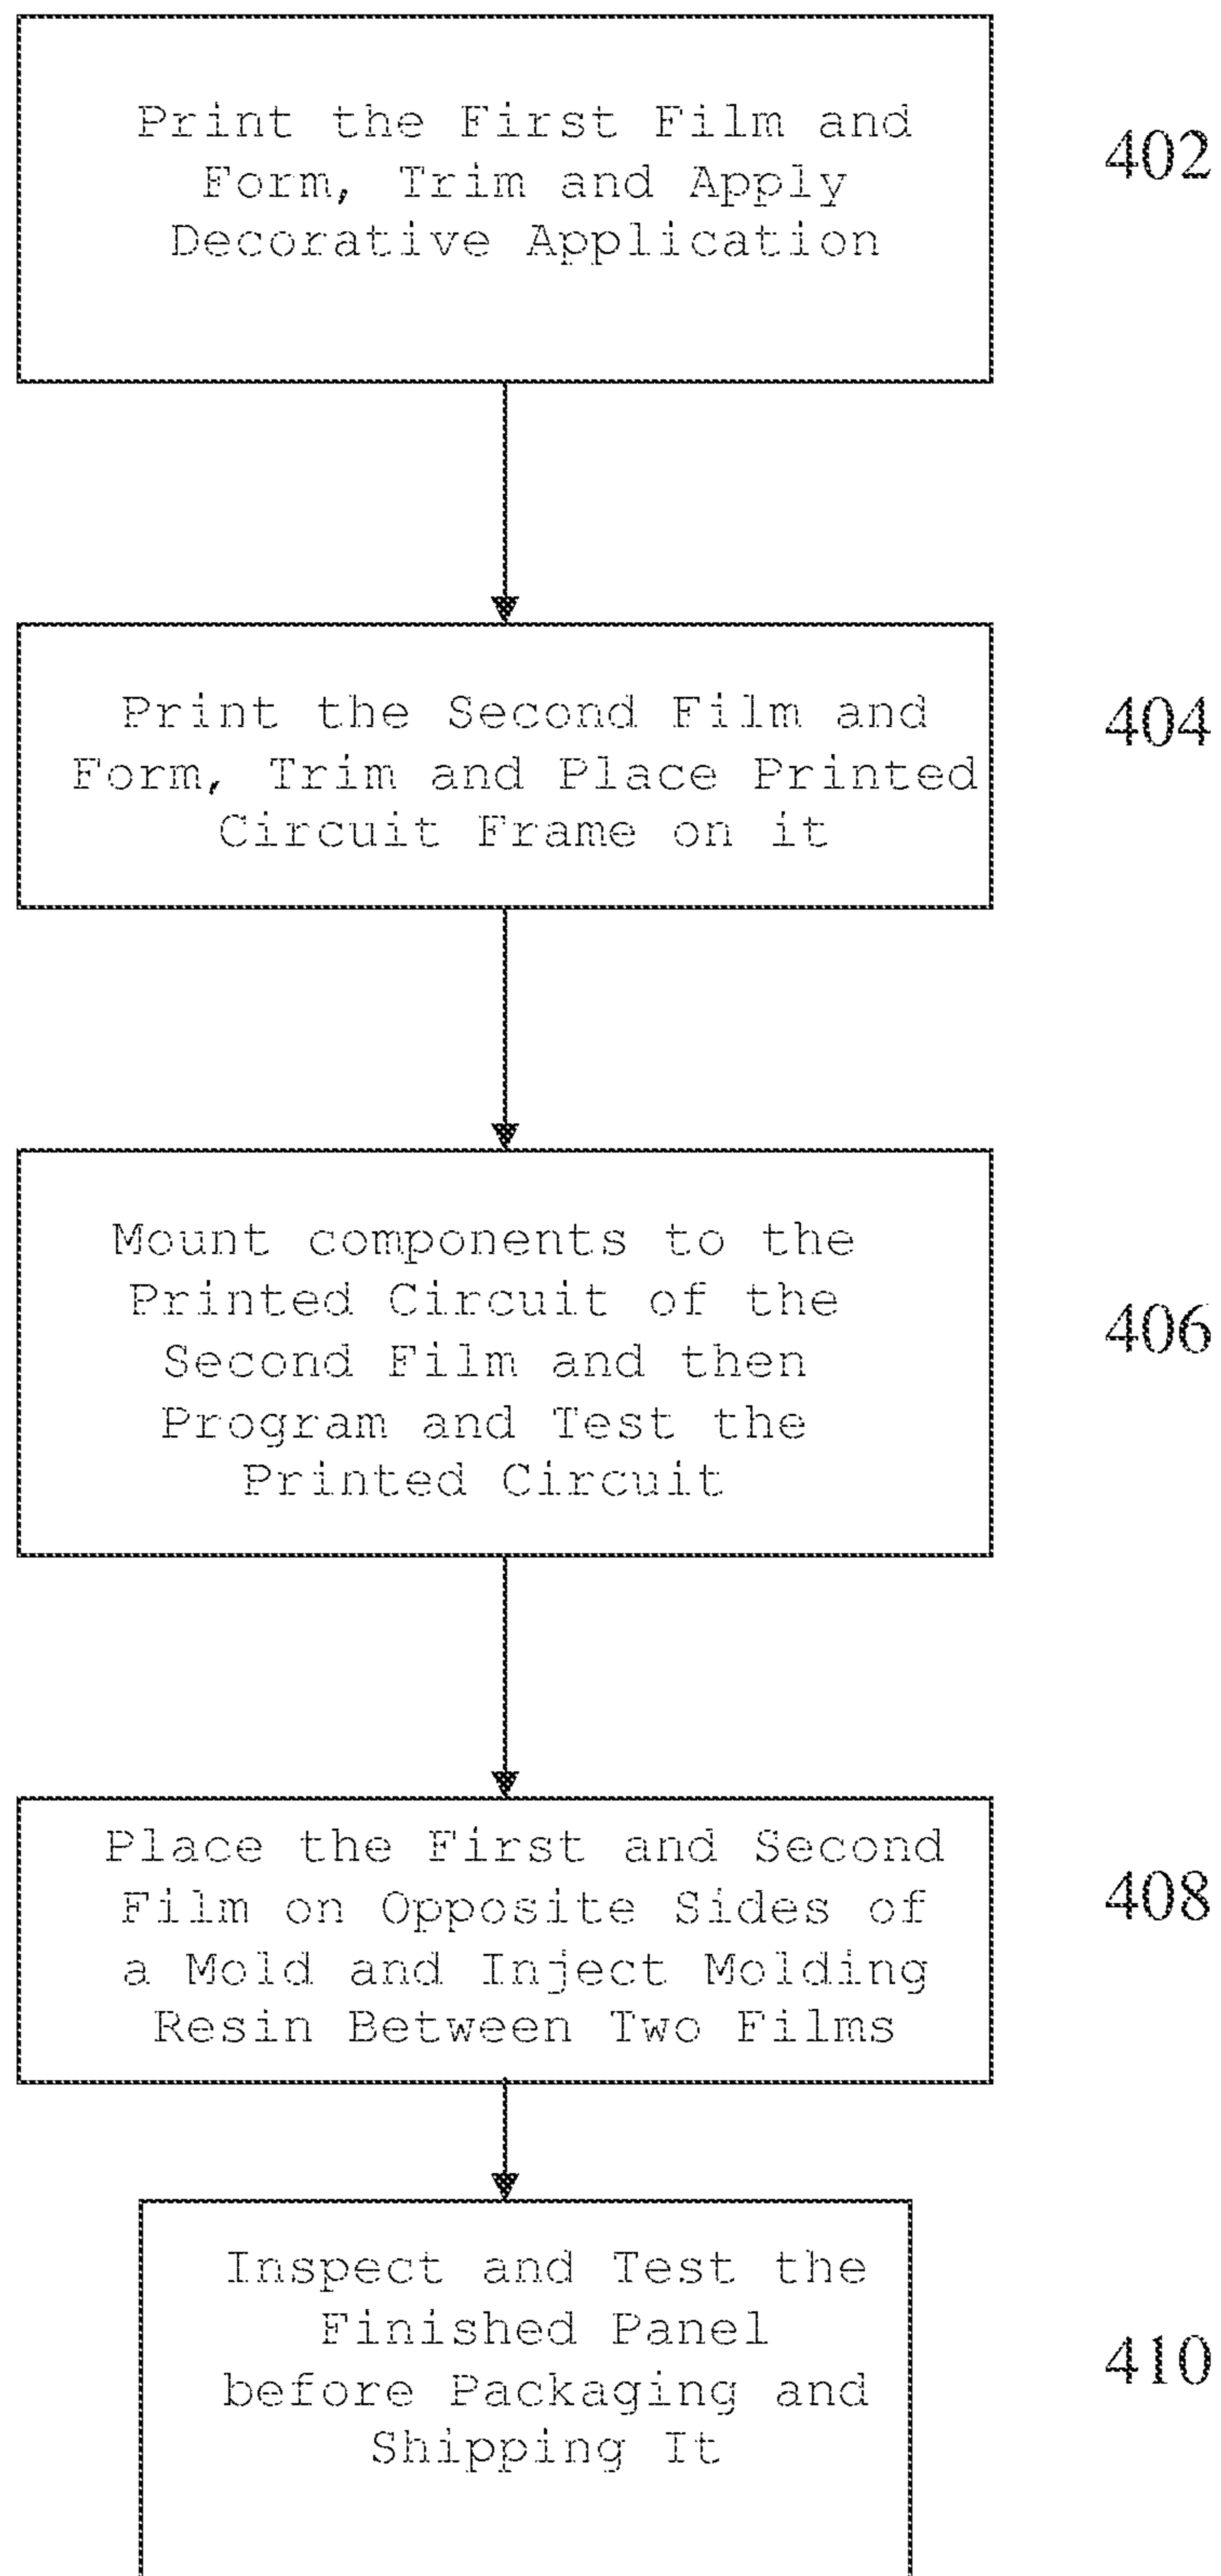 Print the First Film and
Form, Trim and Apply
Decorative Application
402
Print the Second Film and
Form, Trim and Place Printed
Circuit Frame on it
404
Mount components to the
Printed Circuit of the
Second Film and then
Program and Test the
Printed Circuit
406
Place the First and Second
Film on Opposite Sides of
a Mold and Inject Molding
Resin Between Two Films
408
Inspect and Test the
Finished Panel
before Packaging and
Shipping It
410